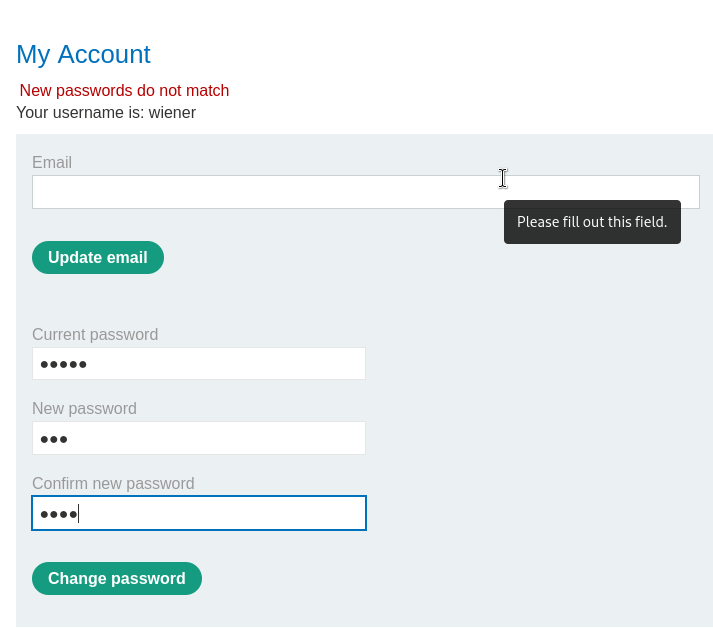 My Account
New passwords do not match
Your username is: wiener
Email
Please fill out this field.
Update email
Current password
●●●●●
New password
●●●
Confirm new password
●●●●
Change password